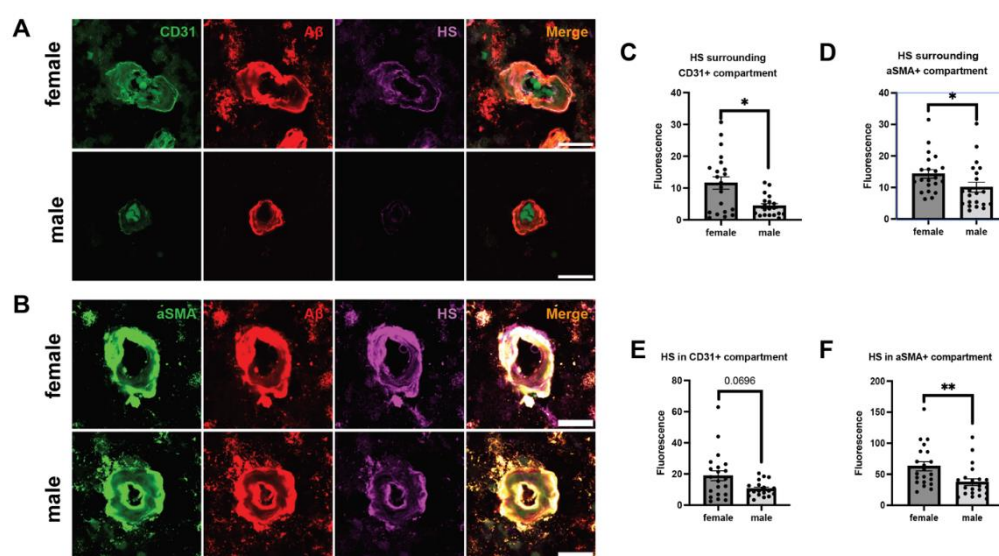 A
female
CD31
Aβ
HS
Merge
male
B
female
aSMA
Aβ
HS
Merge
male
C
HS surrounding
CD31+ compartment
Fluorescence
40
30
20
10
0
*
female
male
D
HS surrounding
aSMA+ compartment
Fluorescence
40
30
20
10
0
*
female
male
E
HS in CD31+ compartment
Fluorescence
80
60
40
20
0
0.0696
female
male
F
HS in aSMA+ compartment
Fluorescence
200
150
100
50
0
**
female
male